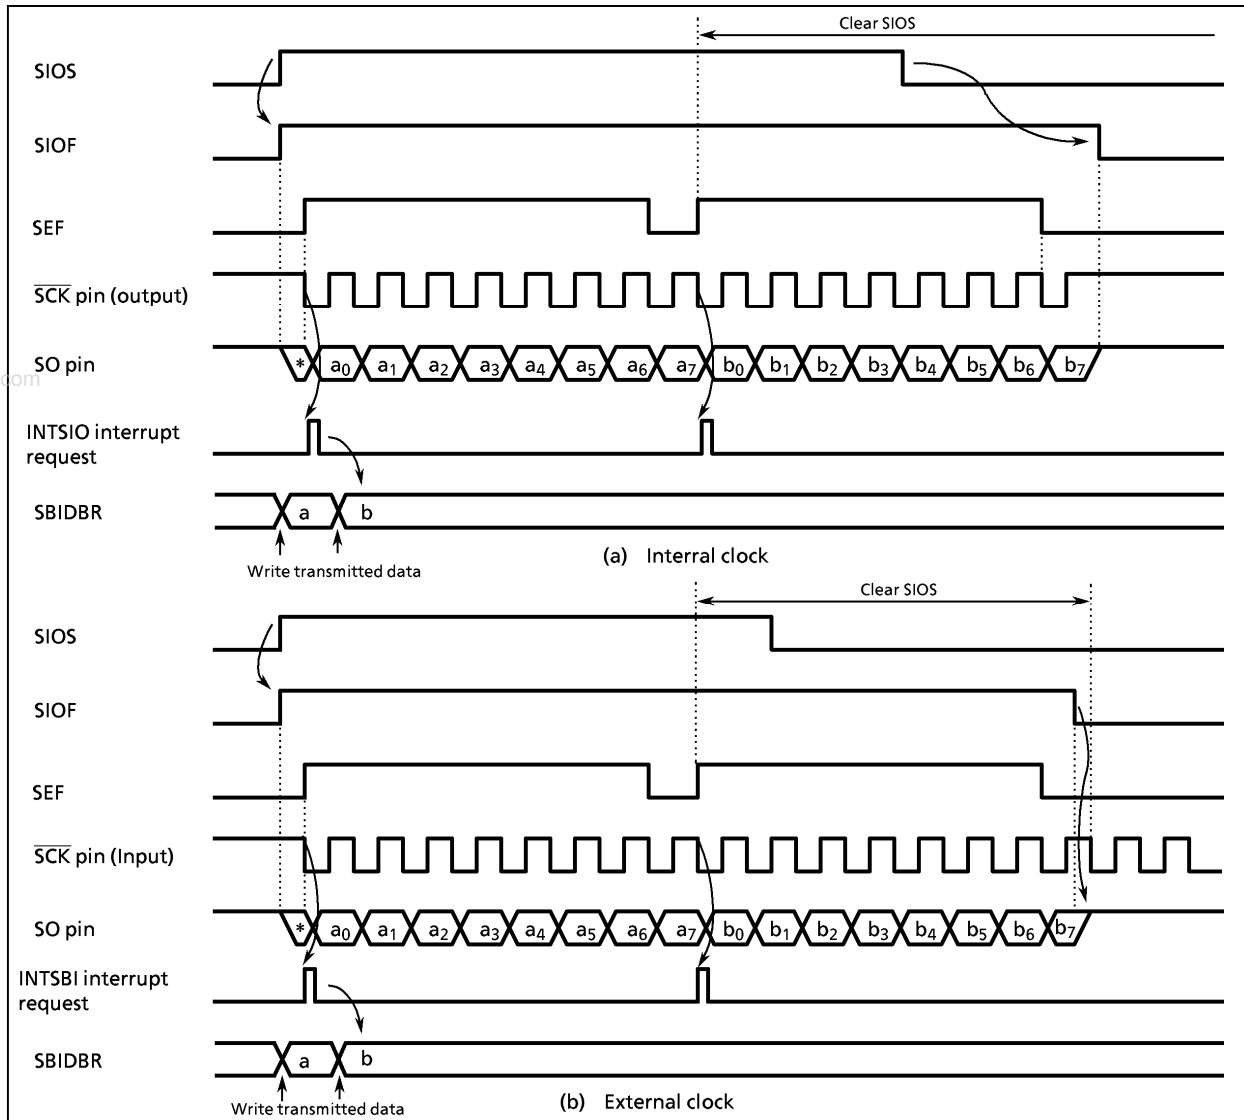 Clear SIOS
SIOS
SIOF
SEF
S̅C̅K̅ pin (output)
SO pin
* a₀ a₁ a₂ a₃ a₄ a₅ a₆ a₇ b₀ b₁ b₂ b₃ b₄ b₅ b₆ b₇
com
INTSIO interrupt
request
SBIDBR
a b
Write transmitted data
(a) Interral clock
Clear SIOS
SIOS
SIOF
SEF
S̅C̅K̅ pin (Input)
SO pin
* a₀ a₁ a₂ a₃ a₄ a₅ a₆ a₇ b₀ b₁ b₂ b₃ b₄ b₅ b₆ b₇
INTSBI interrupt
request
SBIDBR
a b
Write transmitted data
(b) External clock